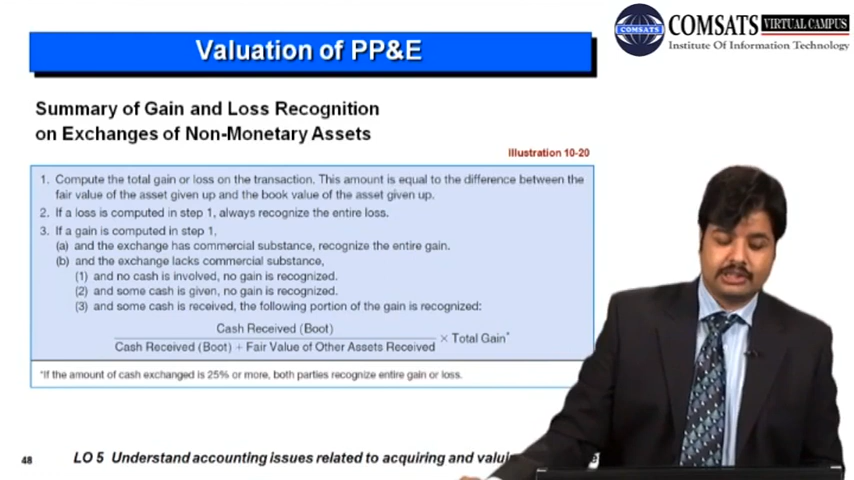 Valuation of PP&E
COMSATS VIRTUAL CAMPUS
COMSATS
Institute Of Information Technology
Summary of Gain and Loss Recognition
on Exchanges of Non-Monetary Assets
Illustration 10-20
1. Compute the total gain or loss on the transaction. This amount is equal to the difference between the
fair value of the asset given up and the book value of the asset given up.
2. If a loss is computed in step 1, always recognize the entire loss.
3. If a gain is computed in step 1,
(a) and the exchange has commercial substance, recognize the entire gain.
(b) and the exchange lacks commercial substance,
(1) and no cash is involved, no gain is recognized.
(2) and some cash is given, no gain is recognized.
(3) and some cash is received, the following portion of the gain is recognized:
Cash Received (Boot)
Cash Received (Boot) + Fair Value of Other Assets Received × Total Gain*
*If the amount of cash exchanged is 25% or more, both parties recognize entire gain or loss.
48 LO 5 Understand accounting issues related to acquiring and